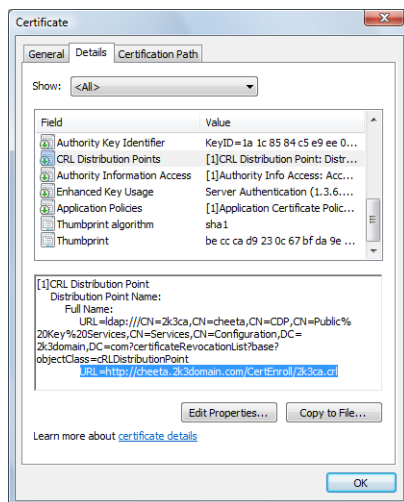 Certificate
General Details Certification Path
Show: <All>
Field Value
Authority Key Identifier KeyID=1a 1c 85 84 c5 e9 ee 0...
CRL Distribution Points [1]CRL Distribution Point: Distr...
Authority Information Access [1]Authority Info Access: Acc...
Enhanced Key Usage Server Authentication (1.3.6....
Application Policies [1]Application Certificate Polic...
Thumbprint algorithm sha1
Thumbprint be cc ca d9 23 0c 67 bf da 9e ...
[1]CRL Distribution Point
Distribution Point Name:
Full Name:
URL=ldap:///CN=2k3ca,CN=cheeta,CN=CDP,CN=Public%
20Key%20Services,CN=Services,CN=Configuration,DC=
2k3domain,DC=com?certificateRevocationList?base?
objectClass=cRLDistributionPoint
URL=http://cheeta.2k3domain.com/CertEnroll/2k3ca.crl
Edit Properties... Copy to File...
Learn more about certificate details
OK